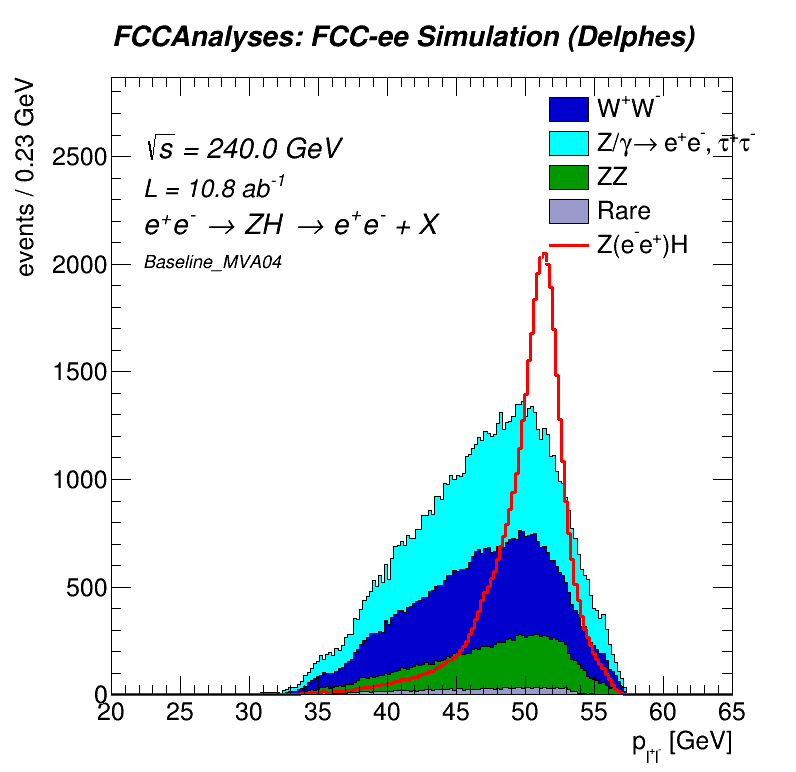 FCCAnalyses: FCC-ee Simulation (Delphes)
events / 0.23 GeV
√s = 240.0 GeV
L = 10.8 ab⁻¹
e⁺e⁻ → ZH → e⁺e⁻ + X
Baseline_MVA04
W⁺W⁻
Z/γ→ e⁺e⁻, τ⁺τ⁻
ZZ
Rare
Z(e⁻e⁺)H
2500
2000
1500
1000
500
0
20 25 30 35 40 45 50 55 60 65
p_l⁺l⁻ [GeV]